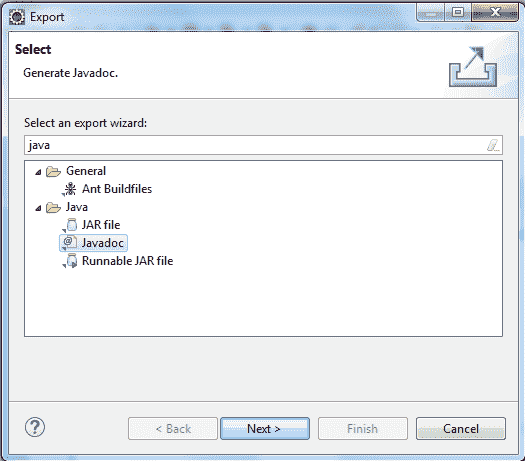 Export
Select
Generate Javadoc.
Select an export wizard:
java
General
Ant Buildfiles
Java
JAR file
Javadoc
Runnable JAR file
< Back
Next >
Finish
Cancel